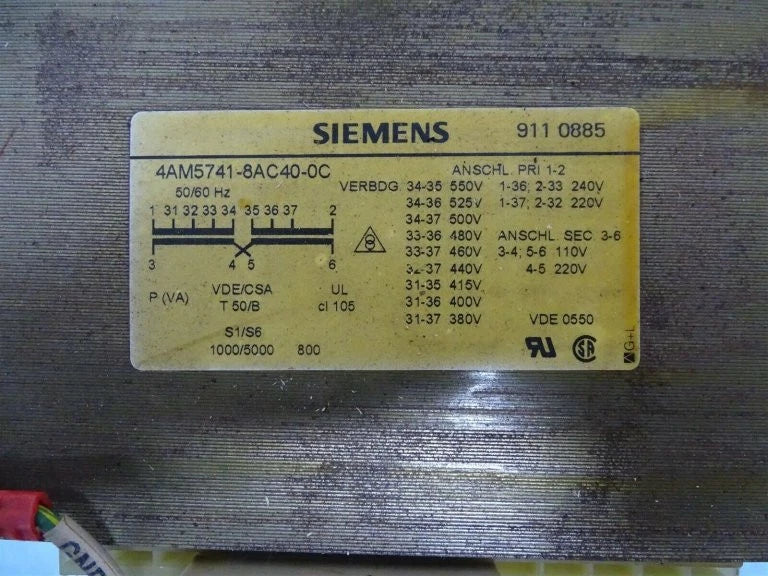 SIEMENS 911 0885
4AM5741-8AC40-0C
50/60 Hz
1 31 32 33 34 35 36 37 2
3 4 5 6
P (VA) VDE/CSA UL
T 50/B cl 105
S1/S6
1000/5000 800
ANSCHL. PRI 1-2
VERBDG. 34-35 550V 1-36; 2-33 240V
34-36 525V 1-37; 2-32 220V
34-37 500V
33-36 480V ANSCHL. SEC. 3-6
33-37 460V 3-4; 5-6 110V
32-37 440V 4-5 220V
31-35 415V
31-36 400V
31-37 380V VDE 0550
G+L